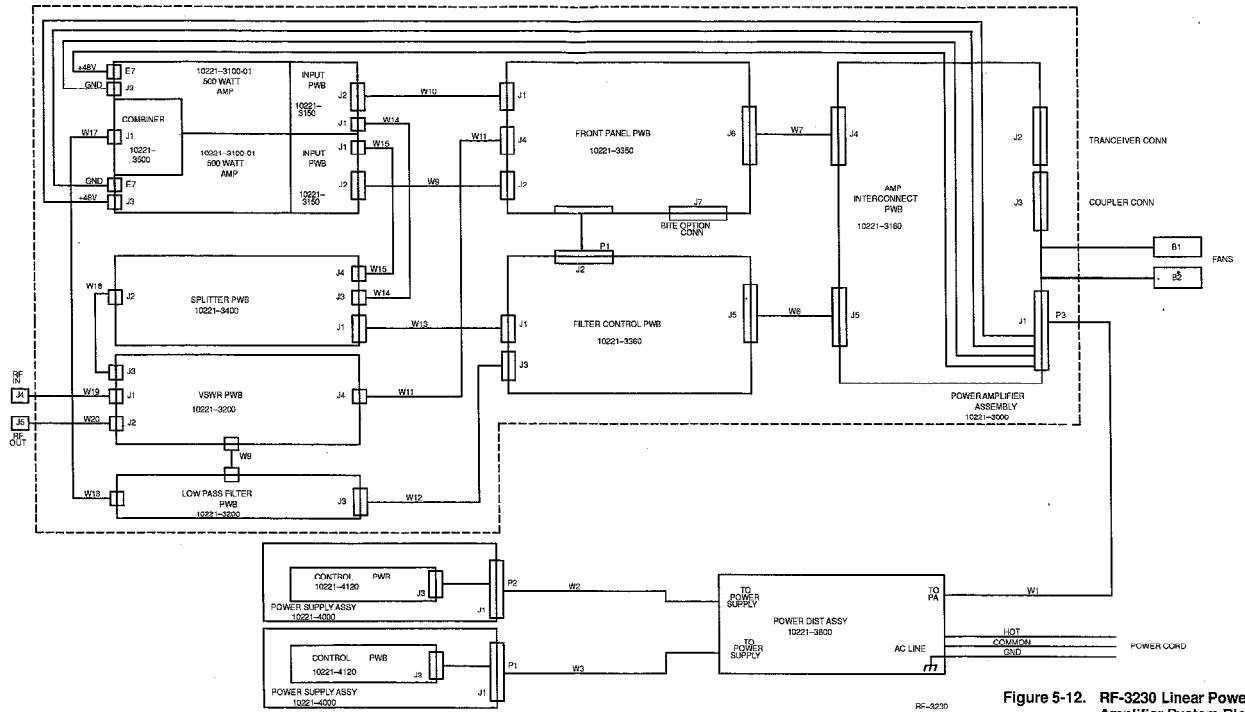 +48V
E7
GND
J3
10221-3100-01
500 WATT
AMP
INPUT
PWB
10221-
3150
J2
J1
COMBINER
W17
J1
10221-
3500
10221-3100-01
500 WATT
AMP
INPUT
PWB
10221-
3150
J1
J2
GND
E7
+48V
J3
W10
W14
W15
W11
W9
J1
J4
J2
FRONT PANEL PWB
10221-3350
J6
J7
BITE OPTION
CONN
W7
J4
AMP
INTERCONNECT
PWB
10221-3160
J2
TRANCEIVER CONN
J3
COUPLER CONN
B1
B2
FANS
J5
J1
P3
P1
J2
W18
J2
SPLITTER PWB
10221-3400
J4
W15
J3
W14
J1
W13
J1
FILTER CONTROL PWB
10221-3360
J5
W6
J3
POWER AMPLIFIER
ASSEMBLY
10221-3000
RF
IN
J4
W19
J5
RF
OUT
W20
J3
J1
J2
VSWR PWB
10221-3200
J4
W11
W8
W18
LOW PASS FILTER
PWB
10221-3200
J3
W12
CONTROL PWB
10221-4120
J3
POWER SUPPLY ASSY
10221-4000
J1
P2
W2
CONTROL PWB
10221-4120
POWER SUPPLY ASSY
10221-4000
J1
P1
W3
TO
POWER
SUPPLY
TO
POWER
SUPPLY
POWER DIST ASSY
10221-3800
TO
PA
AC LINE
W1
HOT
COMMON
GND
POWER CORD
RF-3230
Figure 5-12. RF-3230 Linear Powe